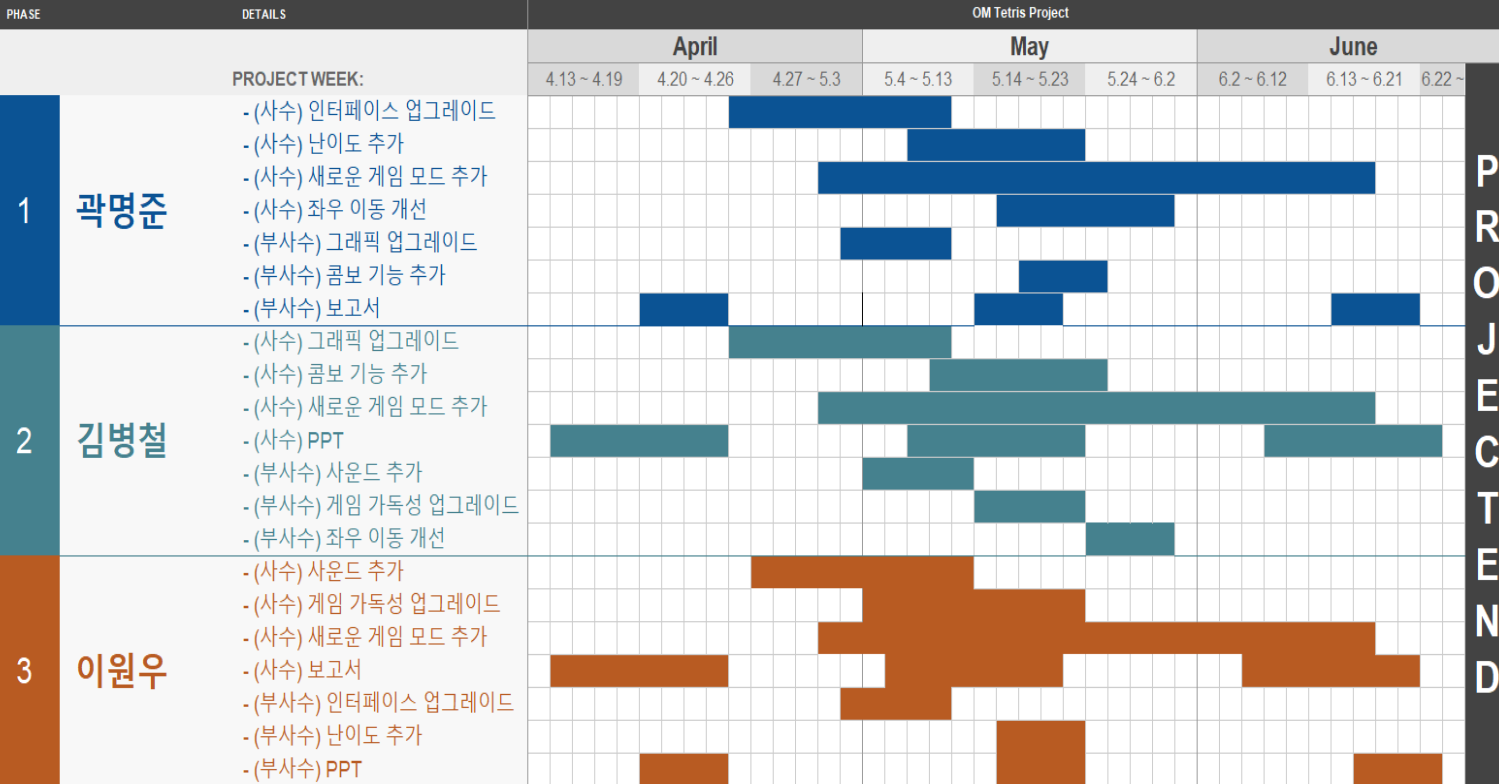 PHASE DETAILS OM Tetris Project
April May June
PROJECT WEEK: 4.13 ~ 4.19 4.20 ~ 4.26 4.27 ~ 5.3 5.4 ~ 5.13 5.14 ~ 5.23 5.24 ~ 6.2 6.2 ~ 6.12 6.13 ~ 6.21 6.22 ~
1 곽명준
- (사수) 인터페이스 업그레이드
- (사수) 난이도 추가
- (사수) 새로운 게임 모드 추가
- (사수) 좌우 이동 개선
- (부사수) 그래픽 업그레이드
- (부사수) 콤보 기능 추가
- (부사수) 보고서
2 김병철
- (사수) 그래픽 업그레이드
- (사수) 콤보 기능 추가
- (사수) 새로운 게임 모드 추가
- (사수) PPT
- (부사수) 사운드 추가
- (부사수) 게임 가독성 업그레이드
- (부사수) 좌우 이동 개선
3 이원우
- (사수) 사운드 추가
- (사수) 게임 가독성 업그레이드
- (사수) 새로운 게임 모드 추가
- (사수) 보고서
- (부사수) 인터페이스 업그레이드
- (부사수) 난이도 추가
- (부사수) PPT
PROJECT END